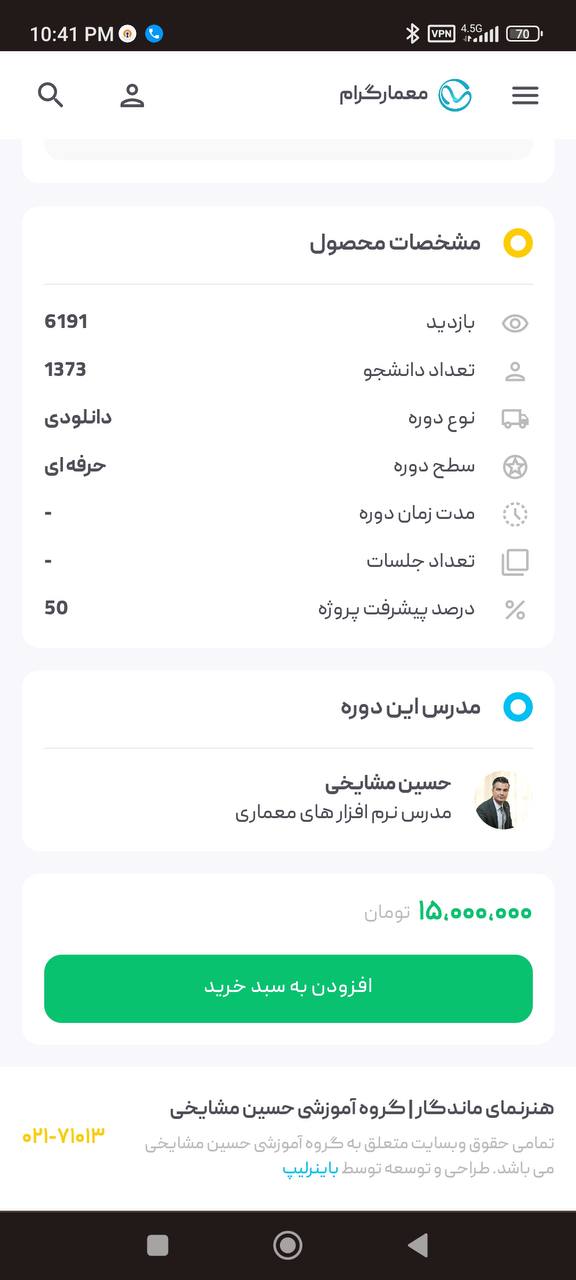 10:41 PM
VPN 4.5G 70
معمارگرام
مشخصات محصول
بازدید 6191
تعداد دانشجو 1373
نوع دوره دانلودی
سطح دوره حرفه ای
مدت زمان دوره -
تعداد جلسات -
درصد پیشرفت پروژه 50
مدرس این دوره
حسین مشایخی
مدرس نرم افزار های معماری
۱۵,۰۰۰,۰۰۰ تومان
افزودن به سبد خرید
هنرنمای ماندگار | گروه آموزشی حسین مشایخی
۰۲۱-۷۱۰۱۳
تمامی حقوق وبسایت متعلق به گروه آموزشی حسین مشایخی
می باشد. طراحی و توسعه توسط باینرلیپ